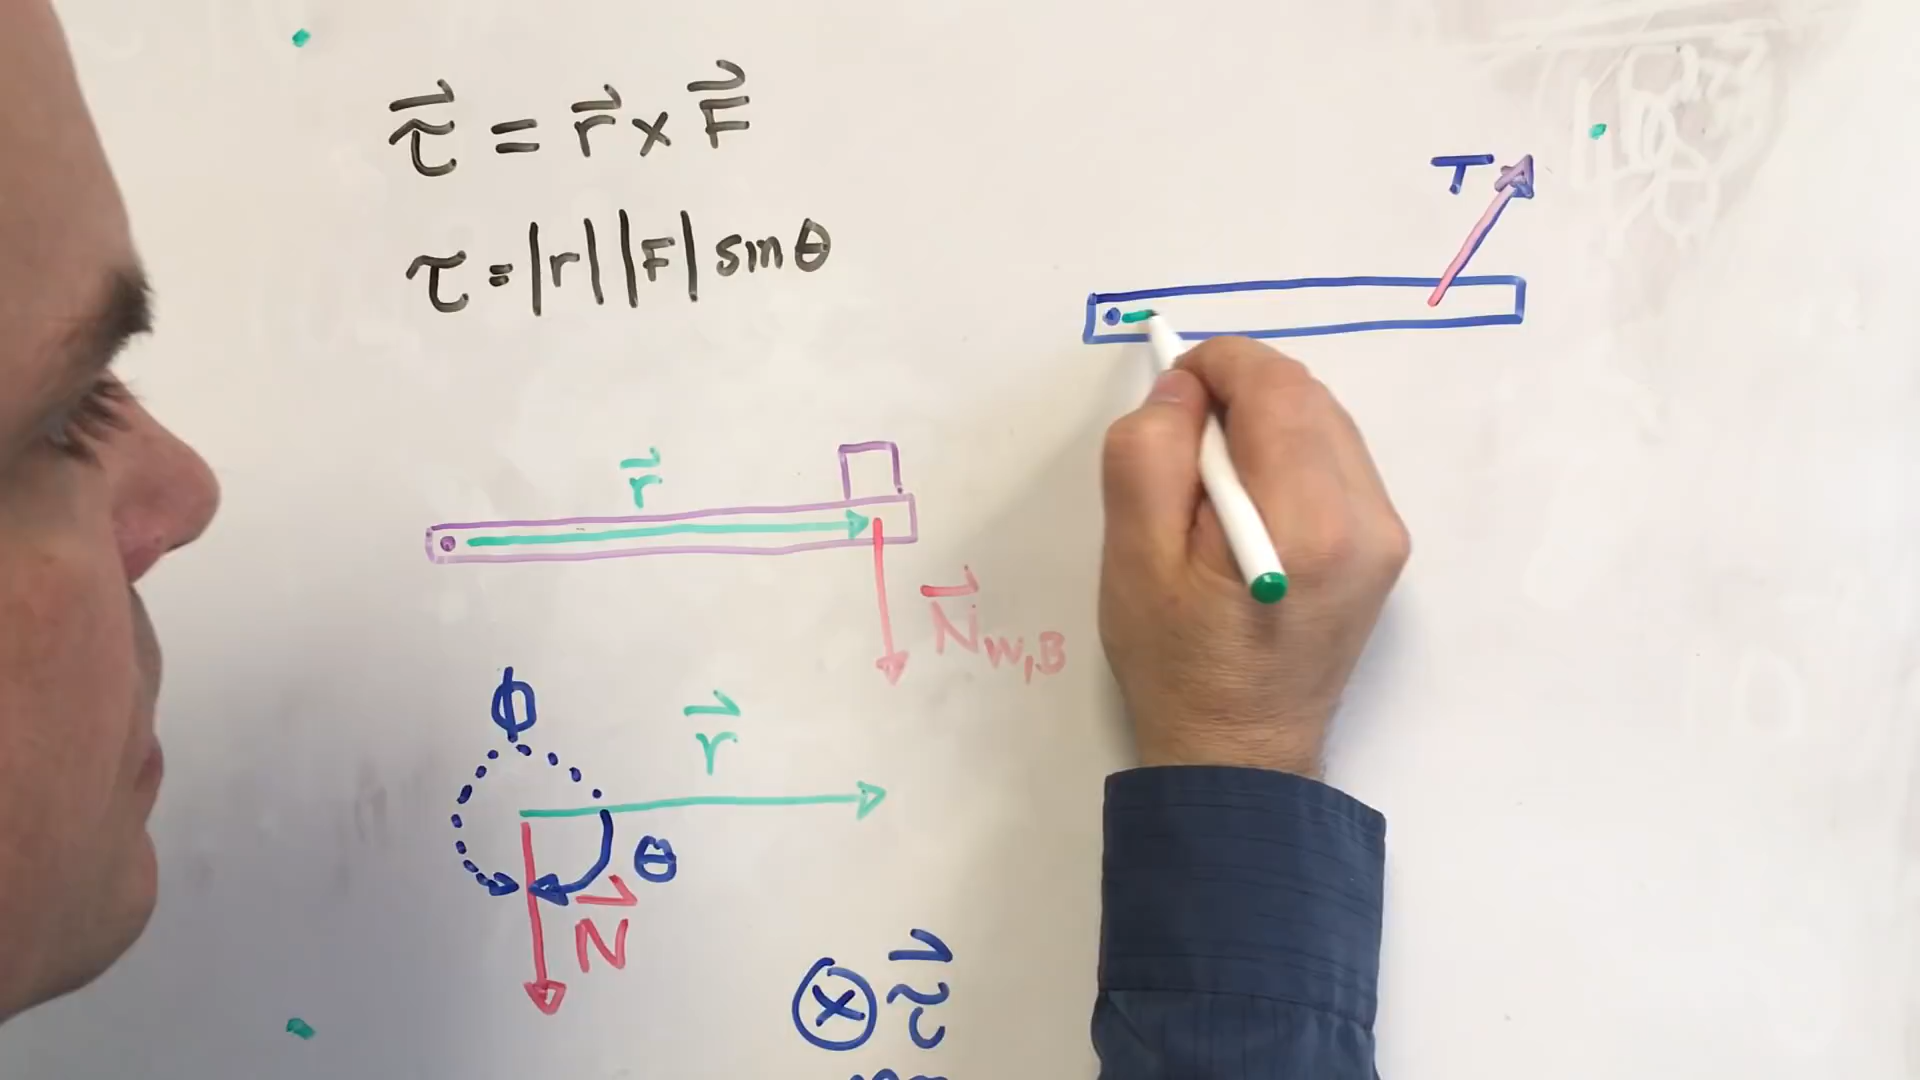 τ⃗ = r⃗ × F⃗
τ = |r| |F| sin θ
T
r⃗
N⃗ W,B
ϕ
r⃗
θ
N⃗
ⓧ τ⃗